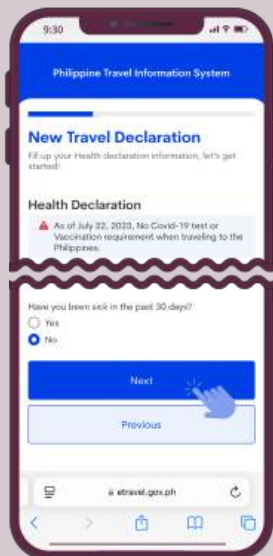 9:30
Philippine Travel Information System
New Travel Declaration
Fill up your Health declaration information, let's get
started!
Health Declaration
As of July 22, 2023, No Covid-19 test or
Vaccination requirement when traveling to the
Philippines.
Have you been sick in the past 30 days?
Yes
No
Next
Previous
etravel.gov.ph